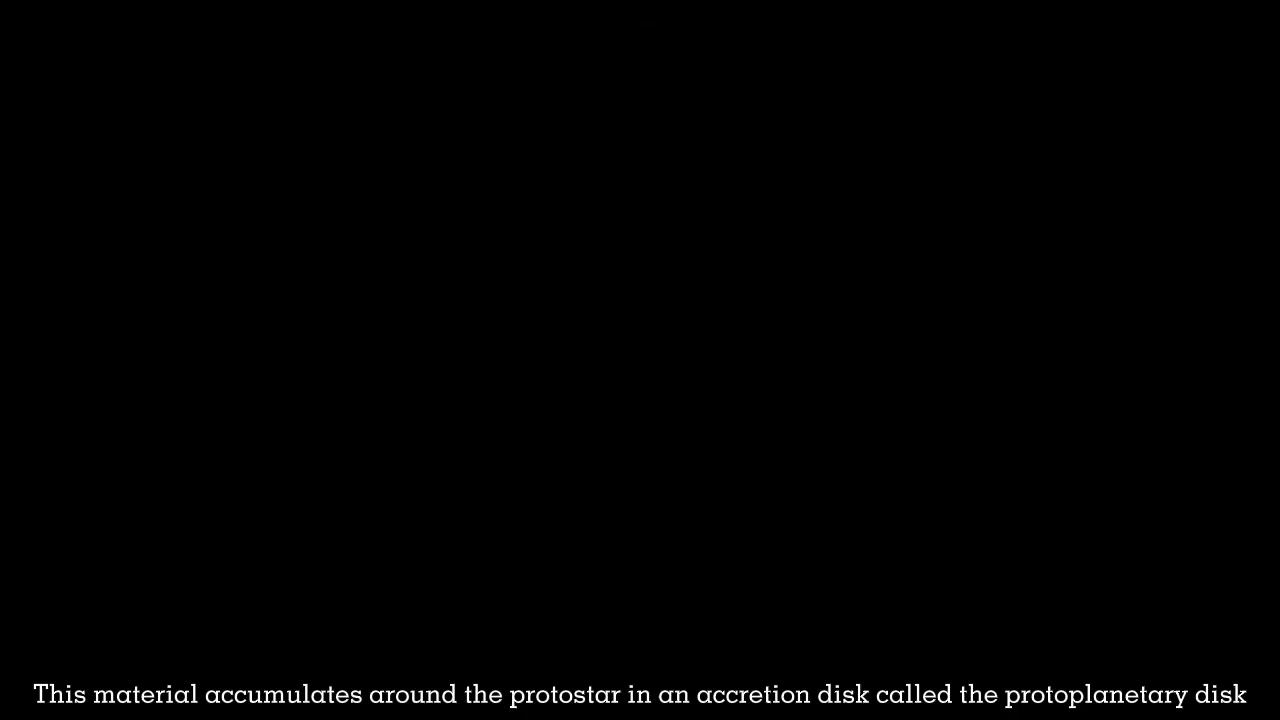 This material accumulates around the protostar in an accretion disk called the protoplanetary disk